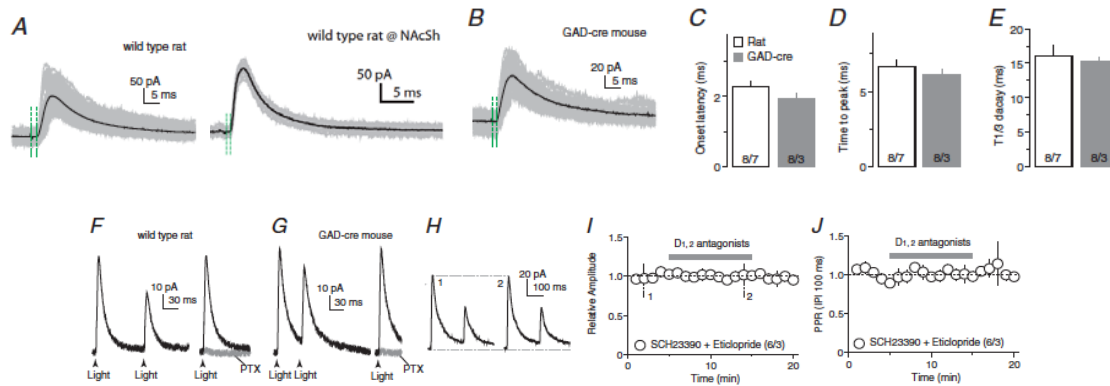 A
wild type rat
50 pA
5 ms
wild type rat @ NAcSh
50 pA
5 ms
B
GAD-cre mouse
20 pA
5 ms
C
Rat
GAD-cre
Onset latency (ms)
2
0
8/7
8/3
D
Time to peak (ms)
5
0
8/7
8/3
E
T1/3 decay (ms)
20
15
10
5
0
8/7
8/3
F
wild type rat
10 pA
30 ms
Light
Light
Light
PTX
G
GAD-cre mouse
10 pA
30 ms
Light
Light
Light
PTX
H
1
2
20 pA
100 ms
I
D1, 2 antagonists
Relative Amplitude
1.5
1.0
0.5
0
1
2
SCH23390 + Eticlopride (6/3)
0
10
20
Time (min)
J
D1, 2 antagonists
PPR (IPI 100 ms)
1.5
1.0
0.5
0
SCH23390 + Eticlopride (6/3)
0
10
20
Time (min)